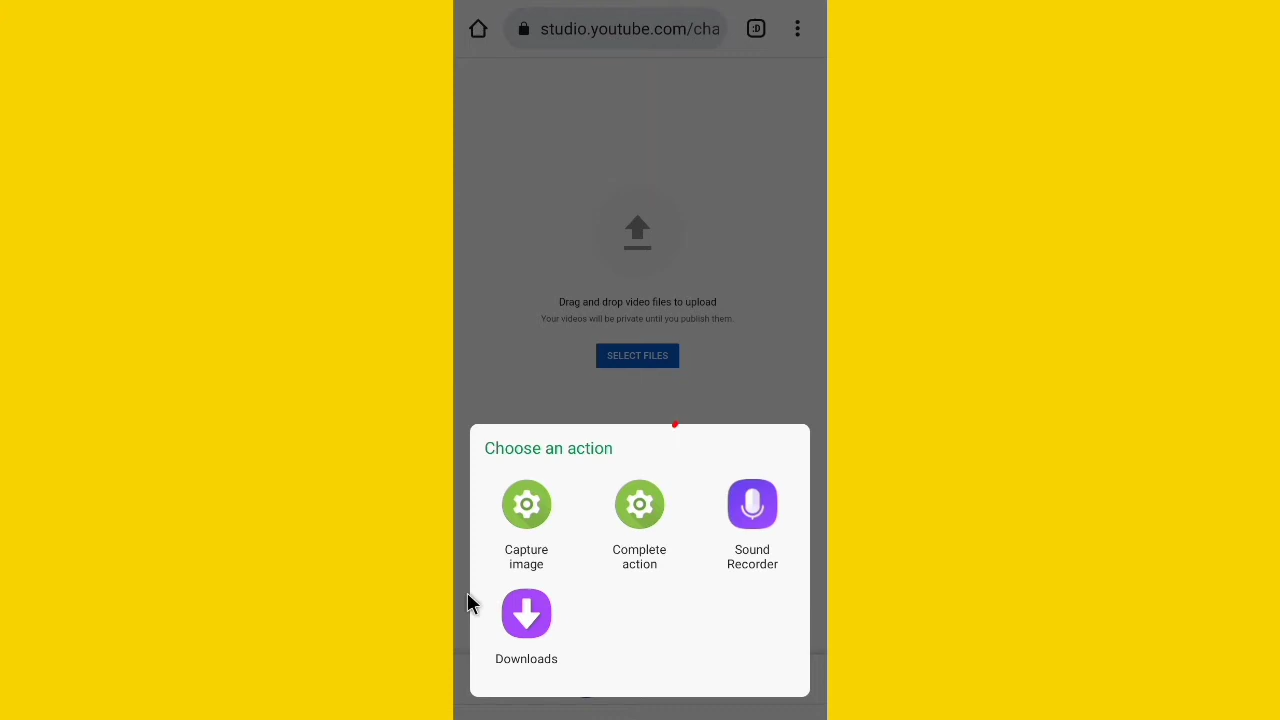 studio.youtube.com/cha
:D
Drag and drop video files to upload
Your videos will be private until you publish them.
SELECT FILES
Choose an action
Capture
image
Complete
action
Sound
Recorder
Downloads